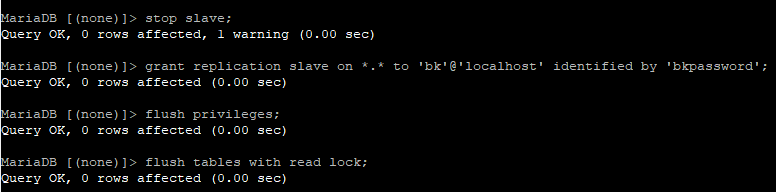 MariaDB [(none)]> stop slave;
Query OK, 0 rows affected, 1 warning (0.00 sec)
MariaDB [(none)]> grant replication slave on *.* to 'bk'@'localhost' identified by 'bkpassword';
Query OK, 0 rows affected (0.00 sec)
MariaDB [(none)]> flush privileges;
Query OK, 0 rows affected (0.00 sec)
MariaDB [(none)]> flush tables with read lock;
Query OK, 0 rows affected (0.00 sec)